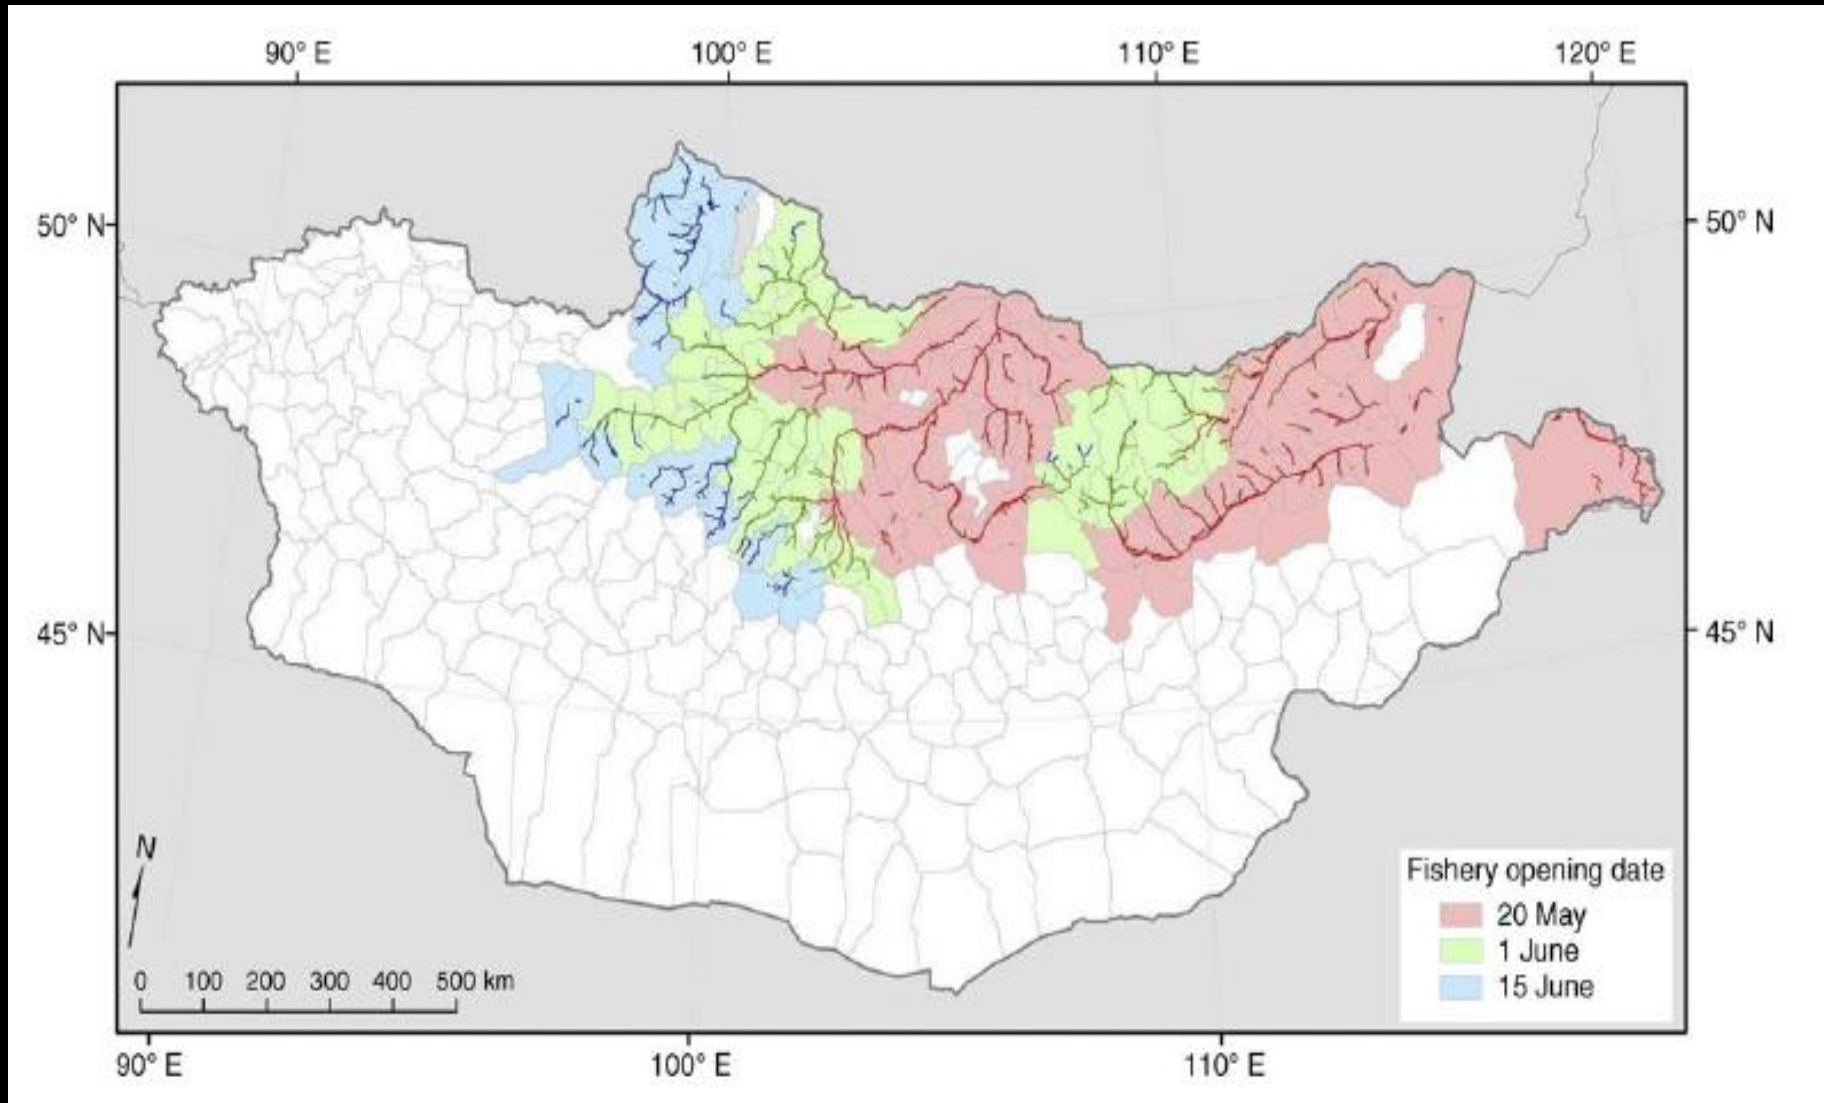 90° E 100° E 110° E 120° E
50° N 50° N
45° N 45° N
N
Fishery opening date
20 May
1 June
15 June
0 100 200 300 400 500 km
90° E 100° E 110° E